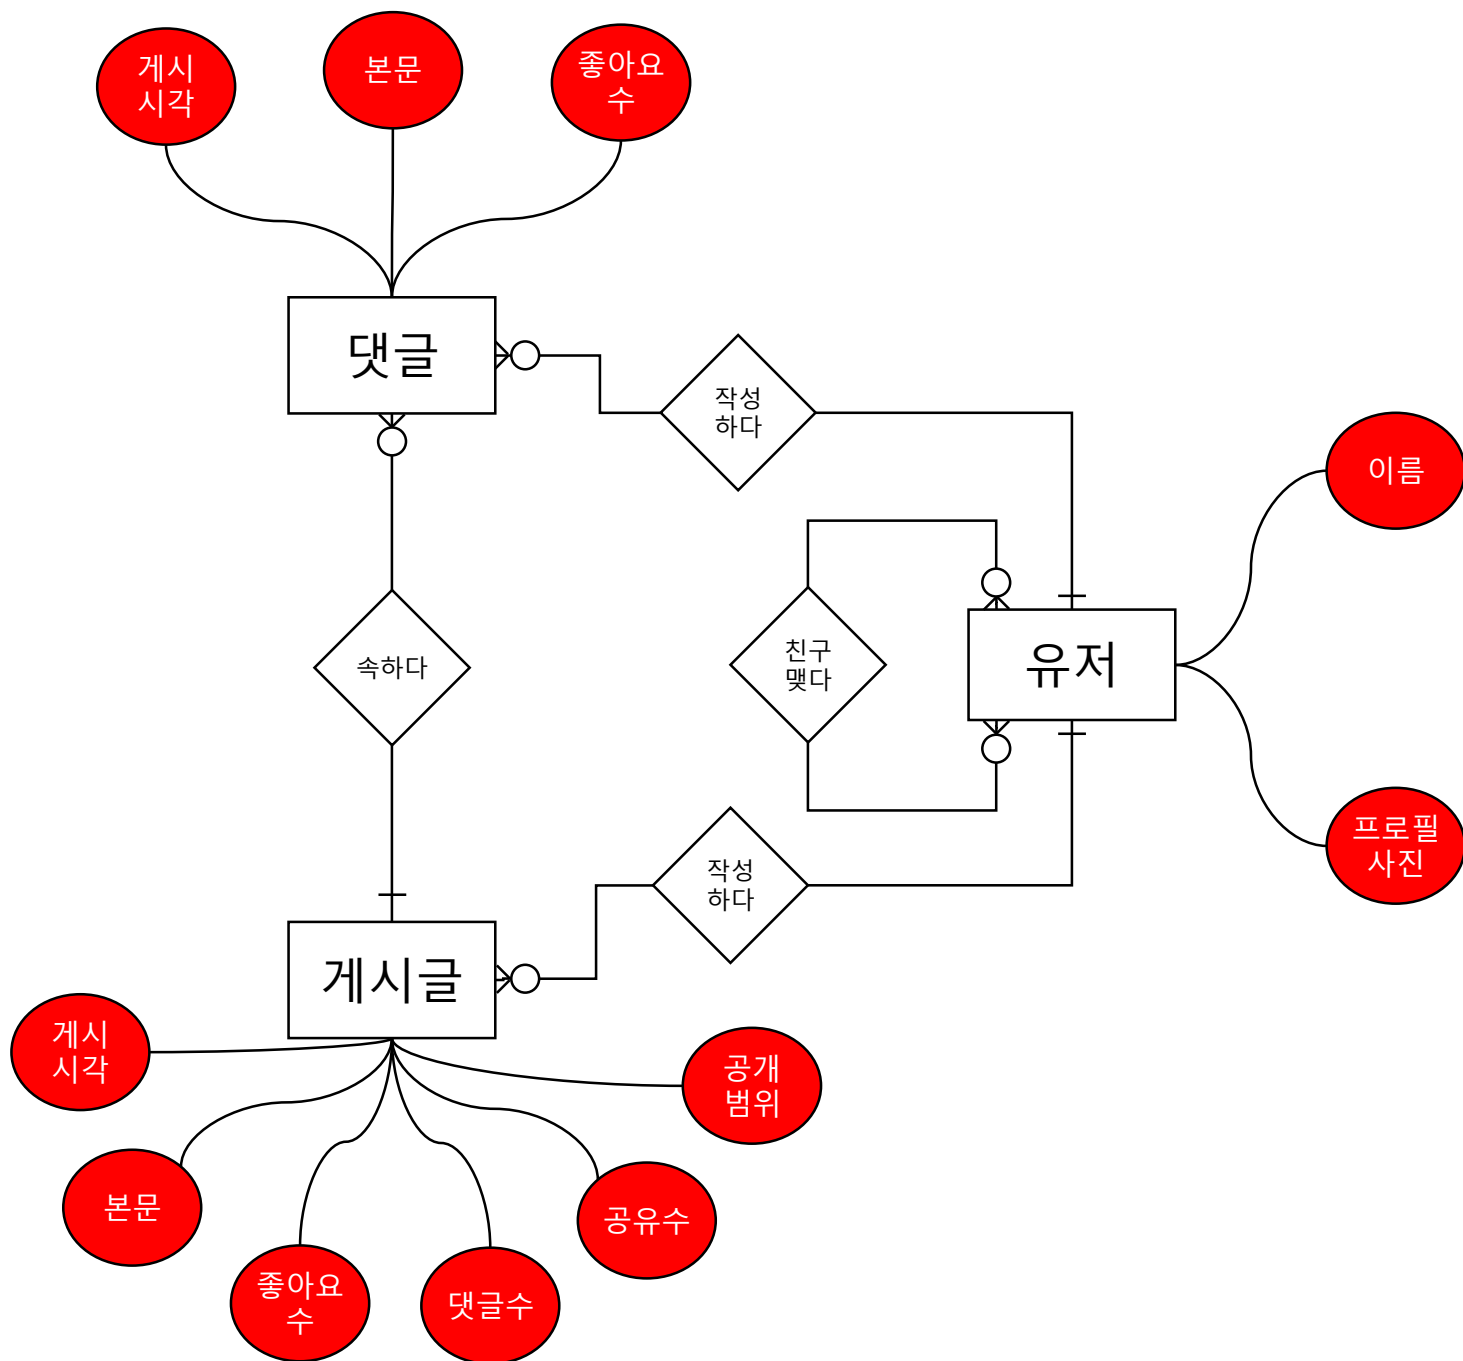 게시
시각
본문
좋아요
수
댓글
작성
하다
이름
친구
맺다
속하다
유저
프로필
사진
작성
하다
게시글
게시
시각
공개
범위
본문
공유수
좋아요
수
댓글수